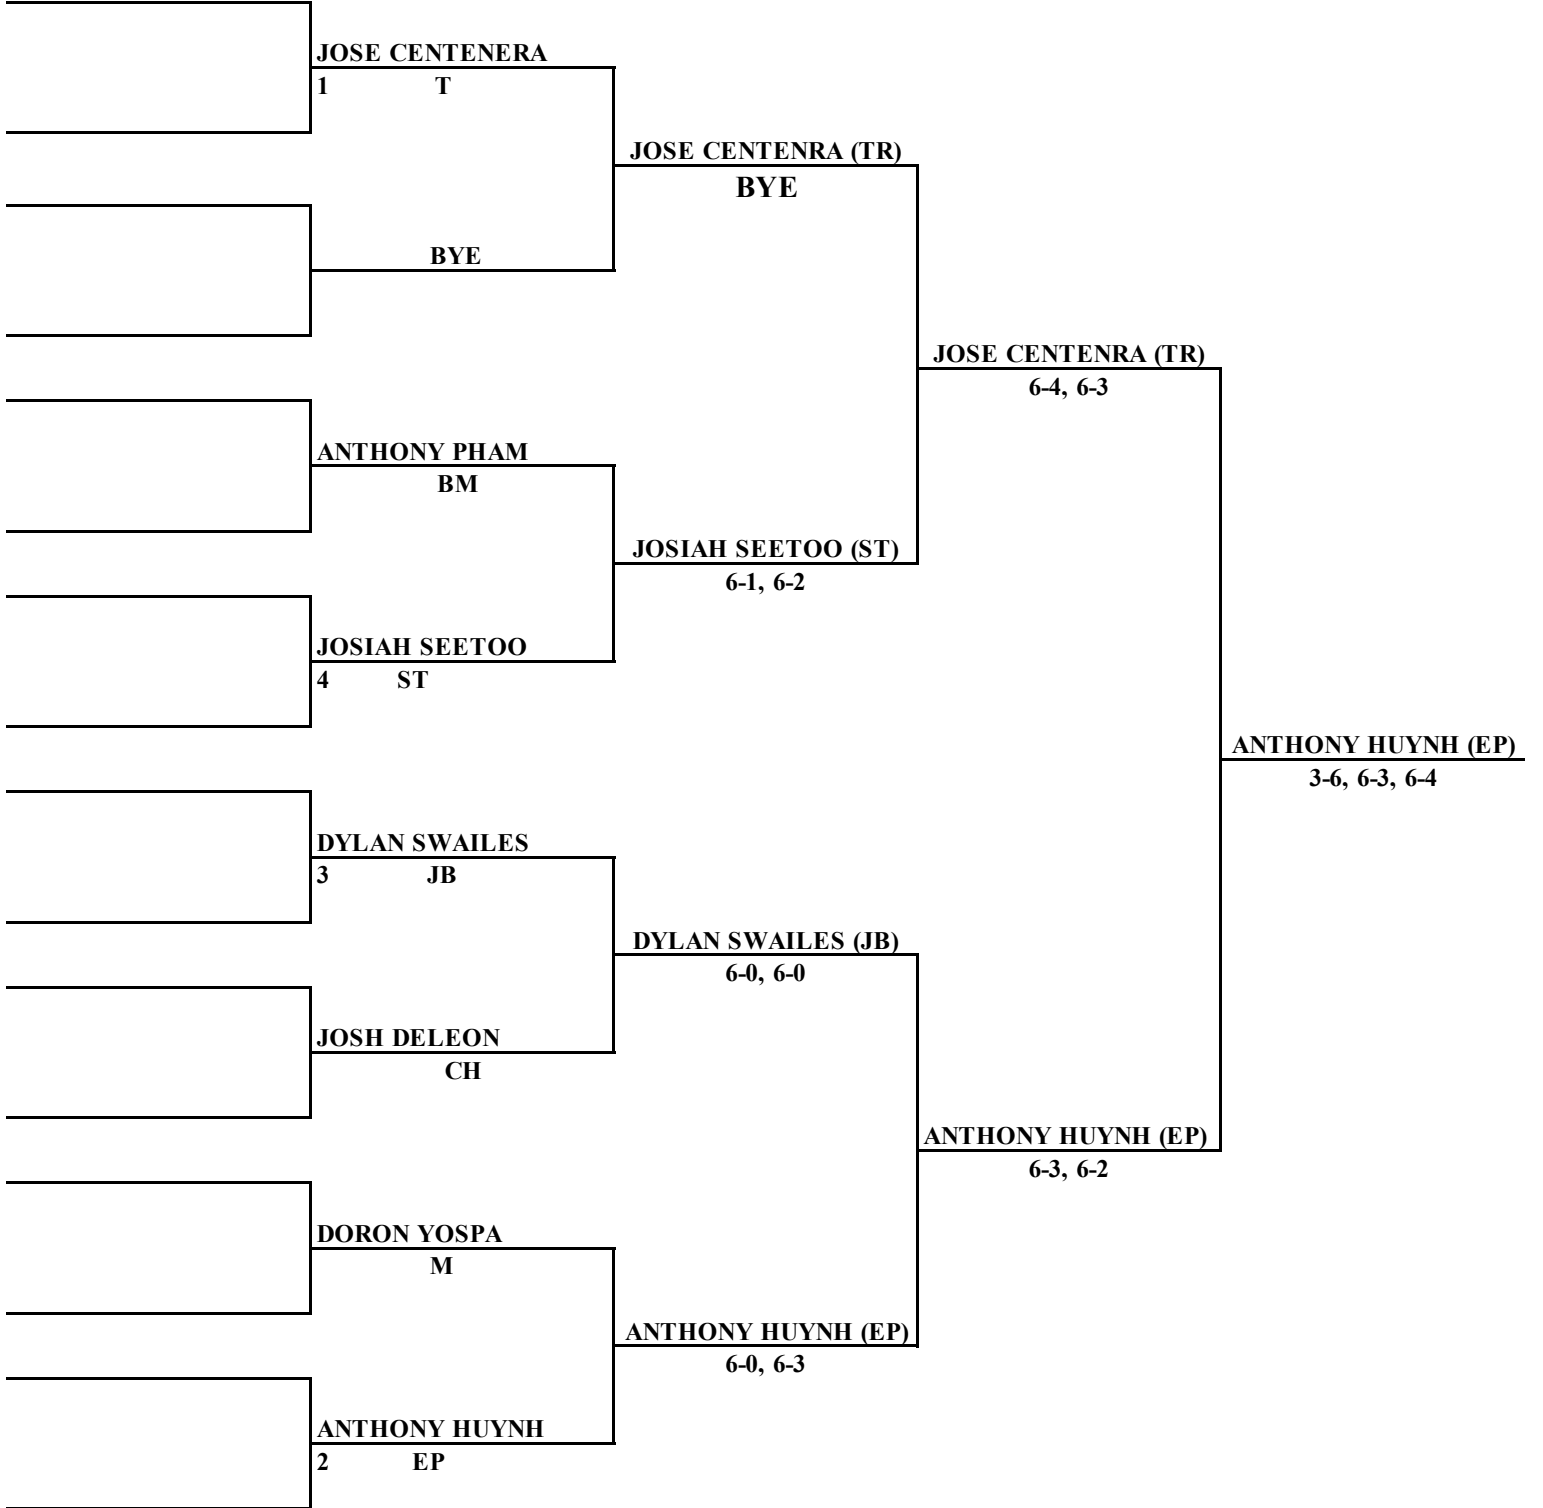 JOSE CENTENERA
1 T
JOSE CENTENRA (TR)
BYE
BYE
JOSE CENTENRA (TR)
6-4, 6-3
ANTHONY PHAM
BM
JOSIAH SEETOO (ST)
6-1, 6-2
JOSIAH SEETOO
4 ST
ANTHONY HUYNH (EP)
3-6, 6-3, 6-4
DYLAN SWAILES
3 JB
DYLAN SWAILES (JB)
6-0, 6-0
JOSH DELEON
CH
ANTHONY HUYNH (EP)
6-3, 6-2
DORON YOSPA
M
ANTHONY HUYNH (EP)
6-0, 6-3
ANTHONY HUYNH
2 EP